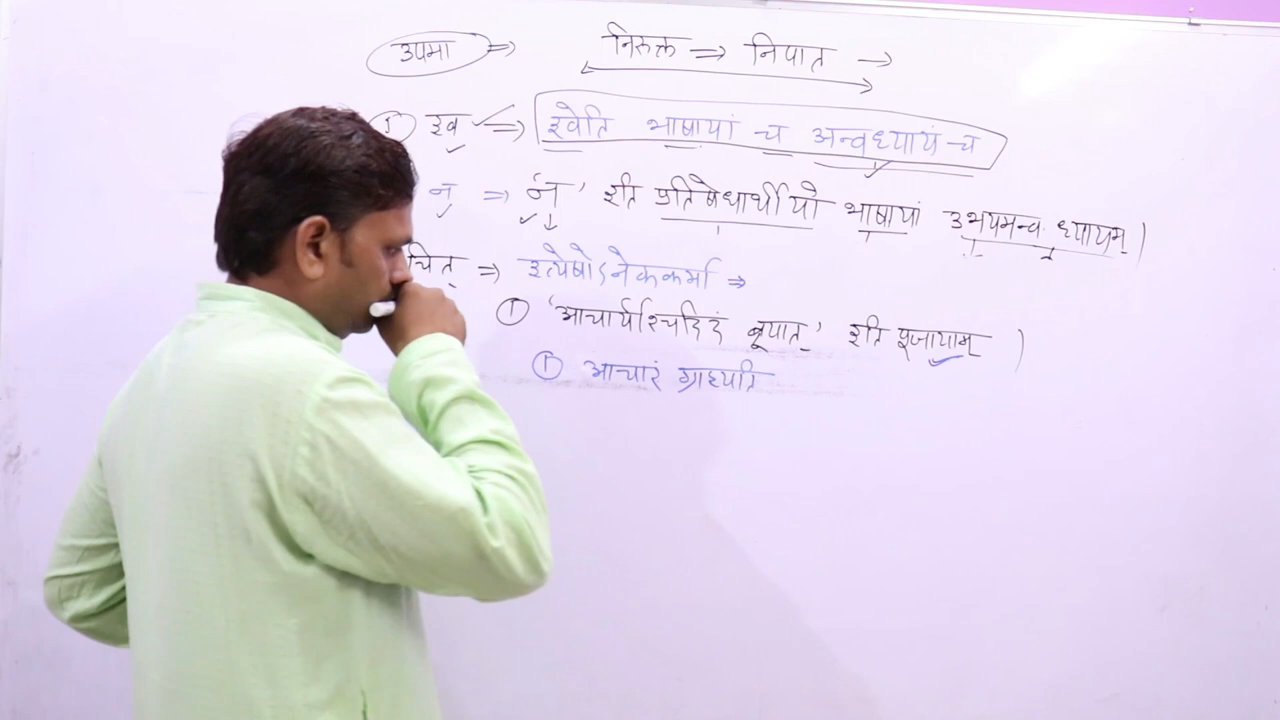 उपमा ⇒ निरुक्त ⇒ निपात →
① इव ⇒ इवेति भाषायां च अन्वध्यायं च
न ⇒ 'न' इति प्रतिषेधार्थीयो भाषायां उभयमन्वध्यायम्।
चित् ⇒ इत्येषोऽनेककर्मा ⇒
① 'आचार्यश्चिदिदं ब्रूयात्' इति पूजायाम्।
① आचारं ग्राहयति